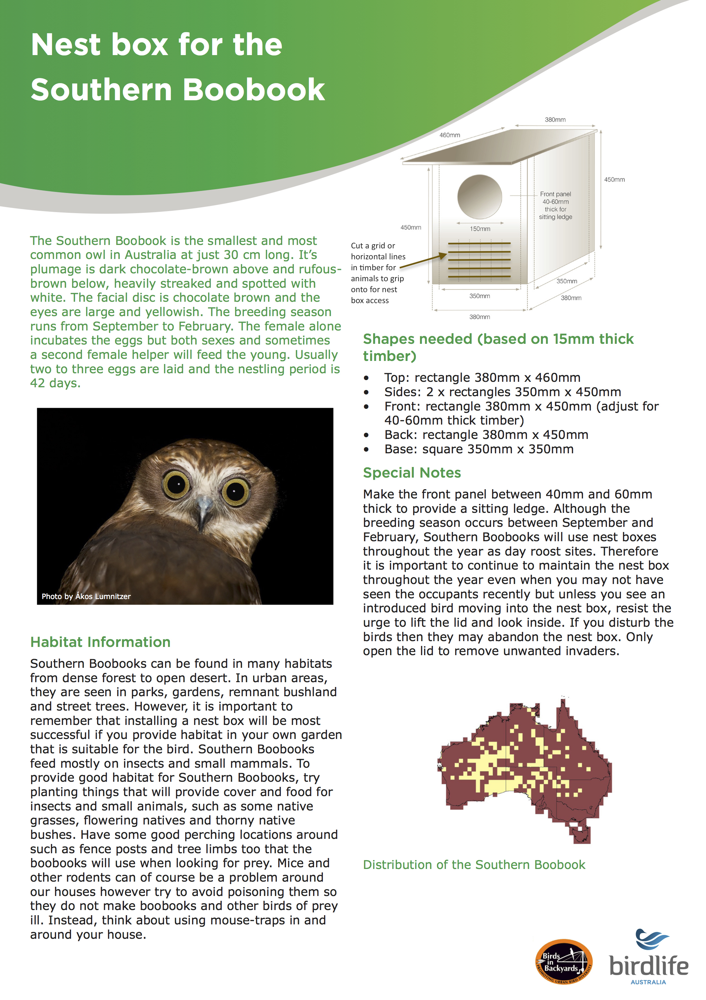 Nest box for the
Southern Boobook
The Southern Boobook is the smallest and most
common owl in Australia at just 30 cm long. It's
plumage is dark chocolate-brown above and rufous-
brown below, heavily streaked and spotted with
white. The facial disc is chocolate brown and the
eyes are large and yellowish. The breeding season
runs from September to February. The female alone
incubates the eggs but both sexes and sometimes
a second female helper will feed the young. Usually
two to three eggs are laid and the nestling period is
42 days.
Photo by Ákos Lumnitzer
Habitat Information
Southern Boobooks can be found in many habitats
from dense forest to open desert. In urban areas,
they are seen in parks, gardens, remnant bushland
and street trees. However, it is important to
remember that installing a nest box will be most
successful if you provide habitat in your own garden
that is suitable for the bird. Southern Boobooks
feed mostly on insects and small mammals. To
provide good habitat for Southern Boobooks, try
planting things that will provide cover and food for
insects and small animals, such as some native
grasses, flowering natives and thorny native
bushes. Have some good perching locations around
such as fence posts and tree limbs too that the
boobooks will use when looking for prey. Mice and
other rodents can of course be a problem around
our houses however try to avoid poisoning them so
they do not make boobooks and other birds of prey
ill. Instead, think about using mouse-traps in and
around your house.
380mm
460mm
450mm
Front panel
40-60mm
thick for
sitting ledge
450mm
150mm
Cut a grid or
horizontal lines
in timber for
animals to grip
onto for nest
box access
350mm
350mm
380mm
380mm
Shapes needed (based on 15mm thick
timber)
• Top: rectangle 380mm x 460mm
• Sides: 2 x rectangles 350mm x 450mm
• Front: rectangle 380mm x 450mm (adjust for
40-60mm thick timber)
• Back: rectangle 380mm x 450mm
• Base: square 350mm x 350mm
Special Notes
Make the front panel between 40mm and 60mm
thick to provide a sitting ledge. Although the
breeding season occurs between September and
February, Southern Boobooks will use nest boxes
throughout the year as day roost sites. Therefore
it is important to continue to maintain the nest box
throughout the year even when you may not have
seen the occupants recently but unless you see an
introduced bird moving into the nest box, resist the
urge to lift the lid and look inside. If you disturb the
birds then they may abandon the nest box. Only
open the lid to remove unwanted invaders.
Distribution of the Southern Boobook
Birds
in
Backyards
PROMOTING URBAN BIRD DIVERSITY
birdlife
AUSTRALIA